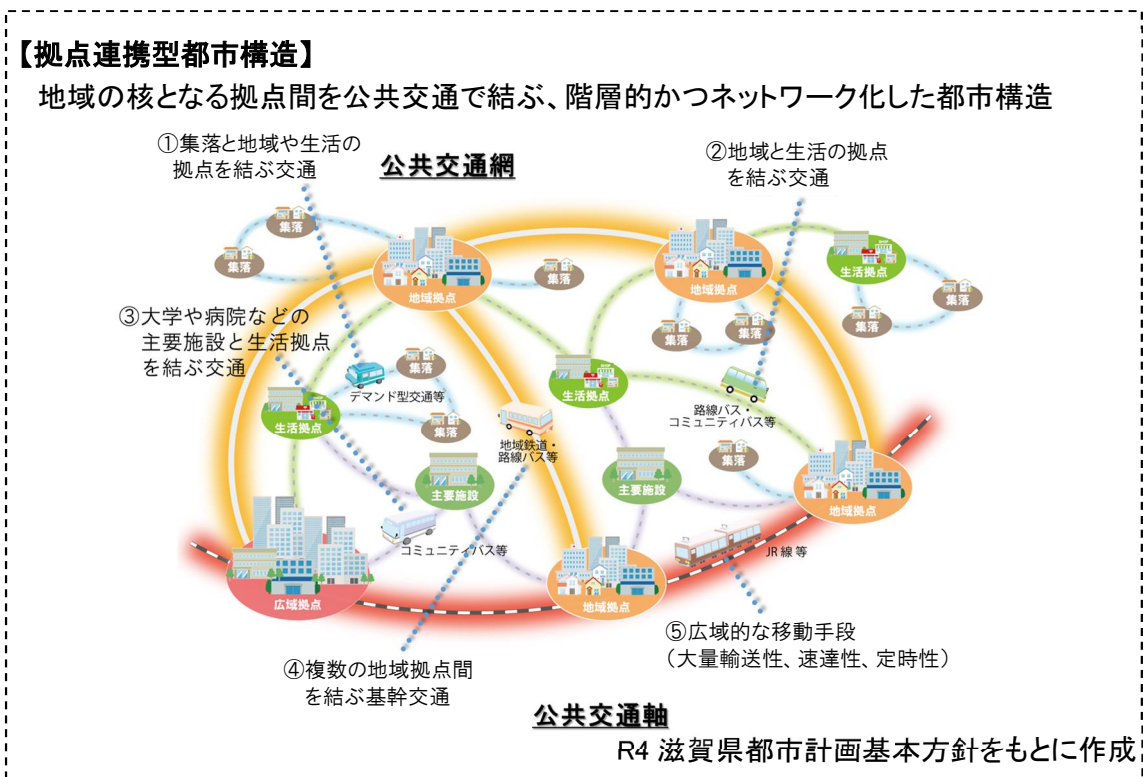 【拠点連携型都市構造】
地域の核となる拠点間を公共交通で結ぶ、階層的かつネットワーク化した都市構造
①集落と地域や生活の
拠点を結ぶ交通
公共交通網
②地域と生活の拠点
を結ぶ交通
集落
集落
地域拠点
集落
地域拠点
生活拠点
集落
集落
集落
集落
集落
③大学や病院などの
主要施設と生活拠点
を結ぶ交通
集落
デマンド型交通等
生活拠点
集落
生活拠点
路線バス・
コミュニティバス等
地域鉄道・
路線バス等
集落
主要施設
主要施設
地域拠点
コミュニティバス等
JR線等
広域拠点
地域拠点
⑤広域的な移動手段
（大量輸送性、速達性、定時性）
④複数の地域拠点間
を結ぶ基幹交通
公共交通軸
R4 滋賀県都市計画基本方針をもとに作成